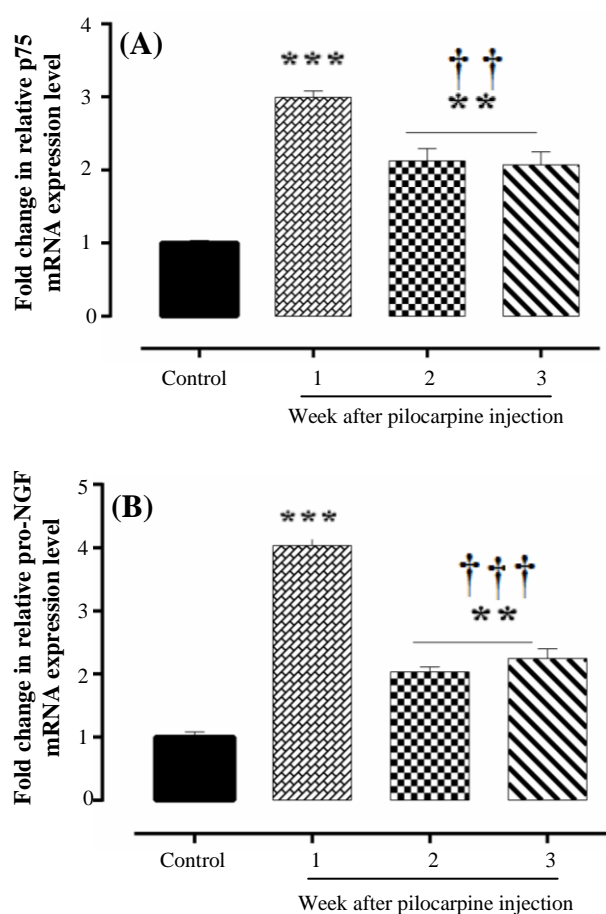 (A)
Fold change in relative p75
mRNA expression level
4
3
2
1
0
***
††
**
Control
1
2
3
Week after pilocarpine injection
(B)
Fold change in relative pro-NGF
mRNA expression level
5
4
3
2
1
0
***
†††
**
Control
1
2
3
Week after pilocarpine injection